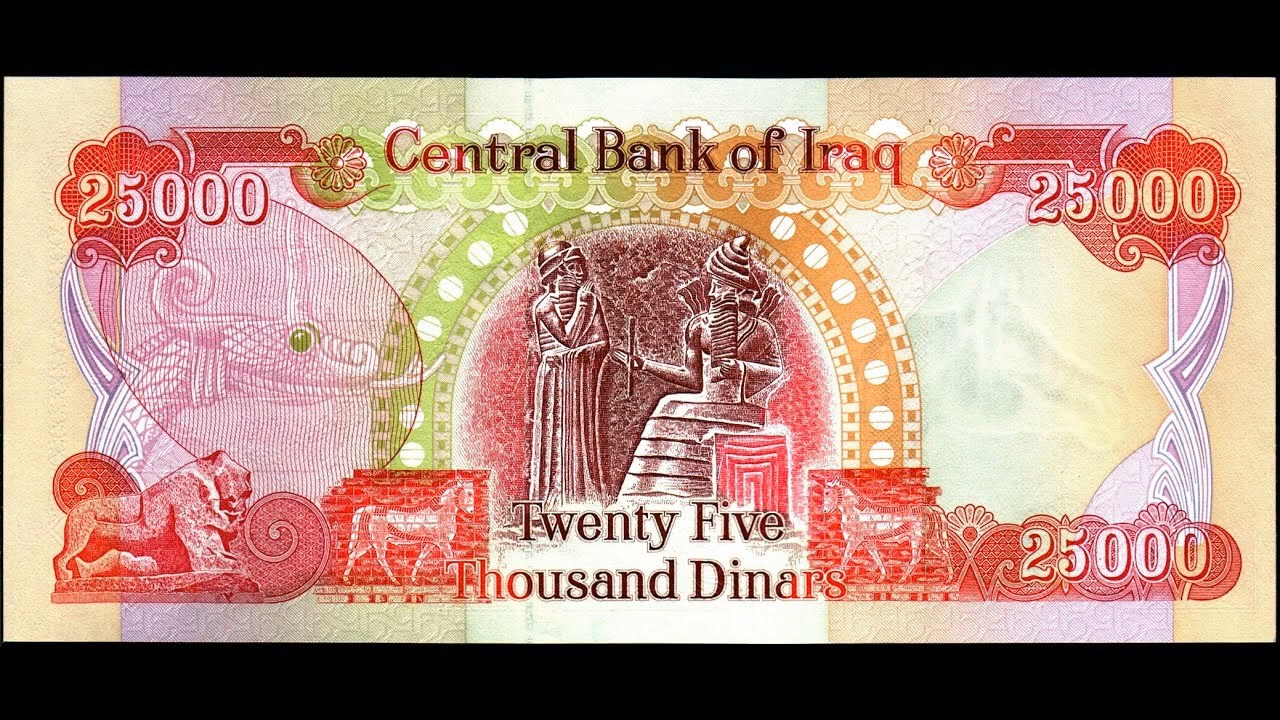 Central Bank of Iraq
25000
25000
Twenty Five
Thousand Dinars
25000